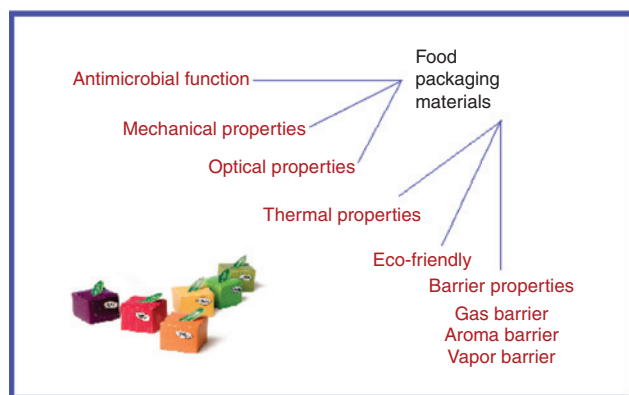 Food
packaging
materials
Antimicrobial function
Mechanical properties
Optical properties
Thermal properties
Eco-friendly
Barrier properties
Gas barrier
Aroma barrier
Vapor barrier